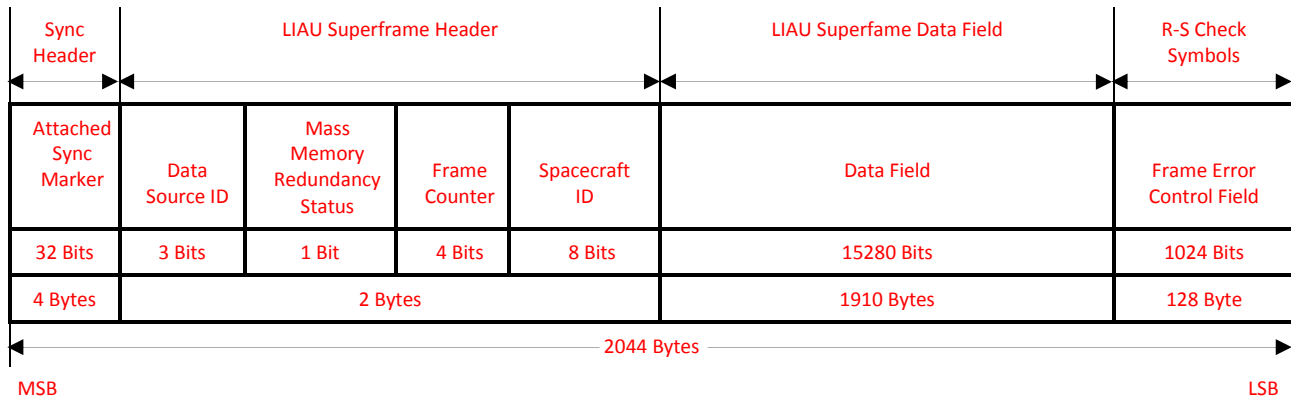 Sync
Header
LIAU Superframe Header
LIAU Superfame Data Field
R-S Check
Symbols
Attached
Sync
Marker
Data
Source ID
Mass
Memory
Redundancy
Status
Frame
Counter
Spacecraft
ID
Data Field
Frame Error
Control Field
32 Bits
3 Bits
1 Bit
4 Bits
8 Bits
15280 Bits
1024 Bits
4 Bytes
2 Bytes
1910 Bytes
128 Byte
2044 Bytes
MSB
LSB